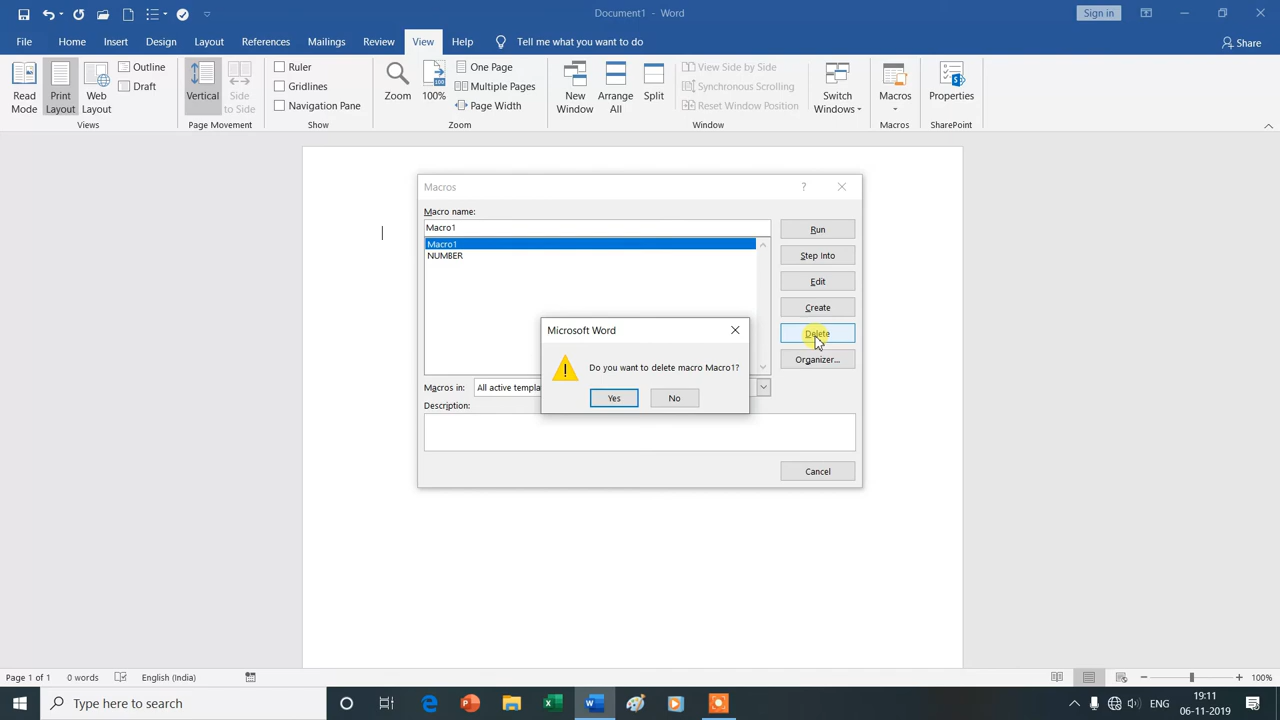 Document1 - Word
Sign in
File Home Insert Design Layout References Mailings Review View Help Tell me what you want to do
Share
Read Mode
Print Layout
Web Layout
Outline
Draft
Views
Vertical
Side to Side
Page Movement
Ruler
Gridlines
Navigation Pane
Show
Zoom
100
100%
One Page
Multiple Pages
Page Width
Zoom
New Window
Arrange All
Split
View Side by Side
Synchronous Scrolling
Reset Window Position
Window
Switch Windows
Macros
Macros
Properties
SharePoint
Macros
?
Macro name:
Macro1
Macro1
NUMBER
Run
Step Into
Edit
Create
Delete
Organizer...
Microsoft Word
Do you want to delete macro Macro1?
Yes
No
Macros in: All active templa
Description:
Cancel
Page 1 of 1 0 words English (India)
100%
Type here to search
ENG
19:11
06-11-2019